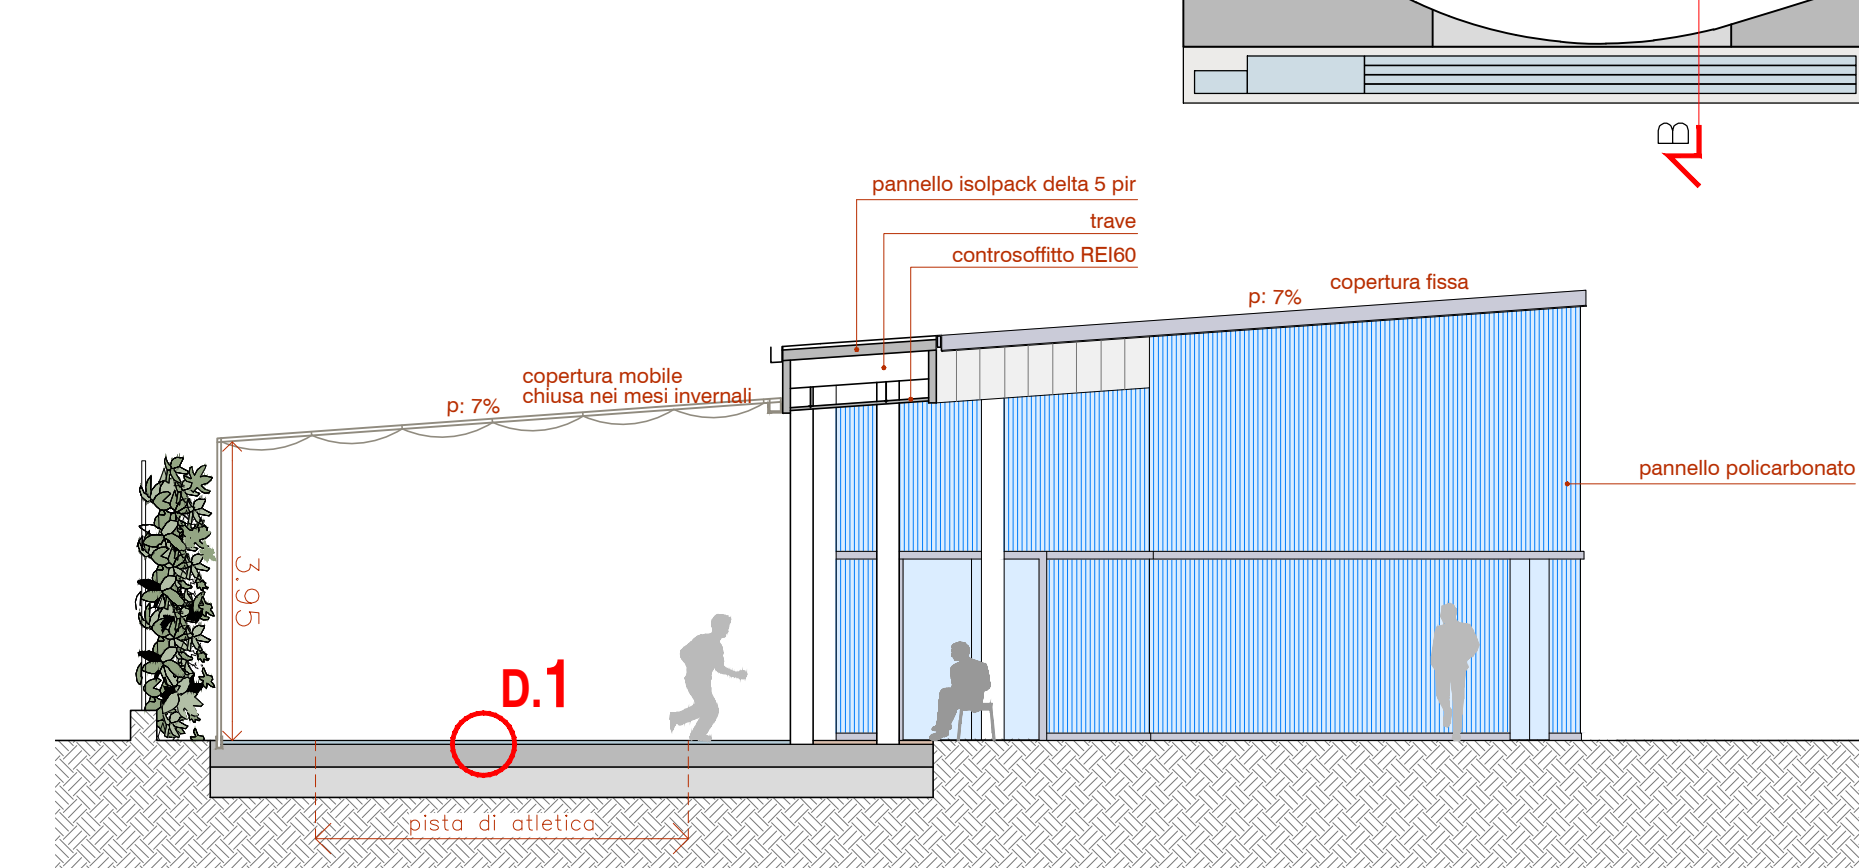 B
pannello isolpack delta 5 pir
trave
controsoffitto REI60
copertura fissa
p: 7%
copertura mobile
chiusa nei mesi invernali
p: 7%
pannello policarbonato
3.95
D.1
pista di atletica